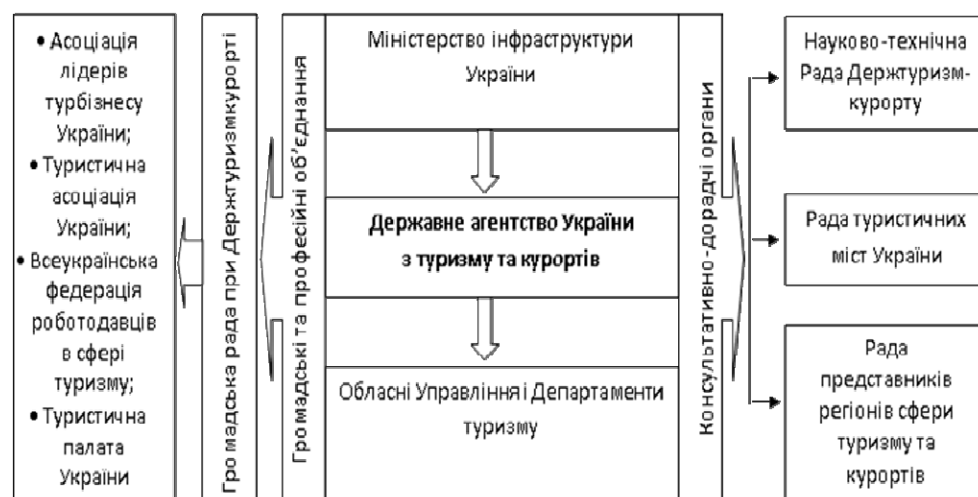 • Асоціація
лідерів
турбізнесу
України;
• Туристична
асоціація
України;
• Всеукраїнська
федерація
роботодавців
в сфері
туризму;
• Туристична
палата
України
Громадська рада при Держтуризмкурорті
Громадські та професійні об'єднання
Міністерство інфраструктури
України
Державне агентство України
з туризму та курортів
Обласні Управління і Департаменти
туризму
Консультативно-дорадчі органи
Науково-технічна
Рада Держтуризм-
курорту
Рада туристичних
міст України
Рада
представників
регіонів сфери
туризму та
курортів